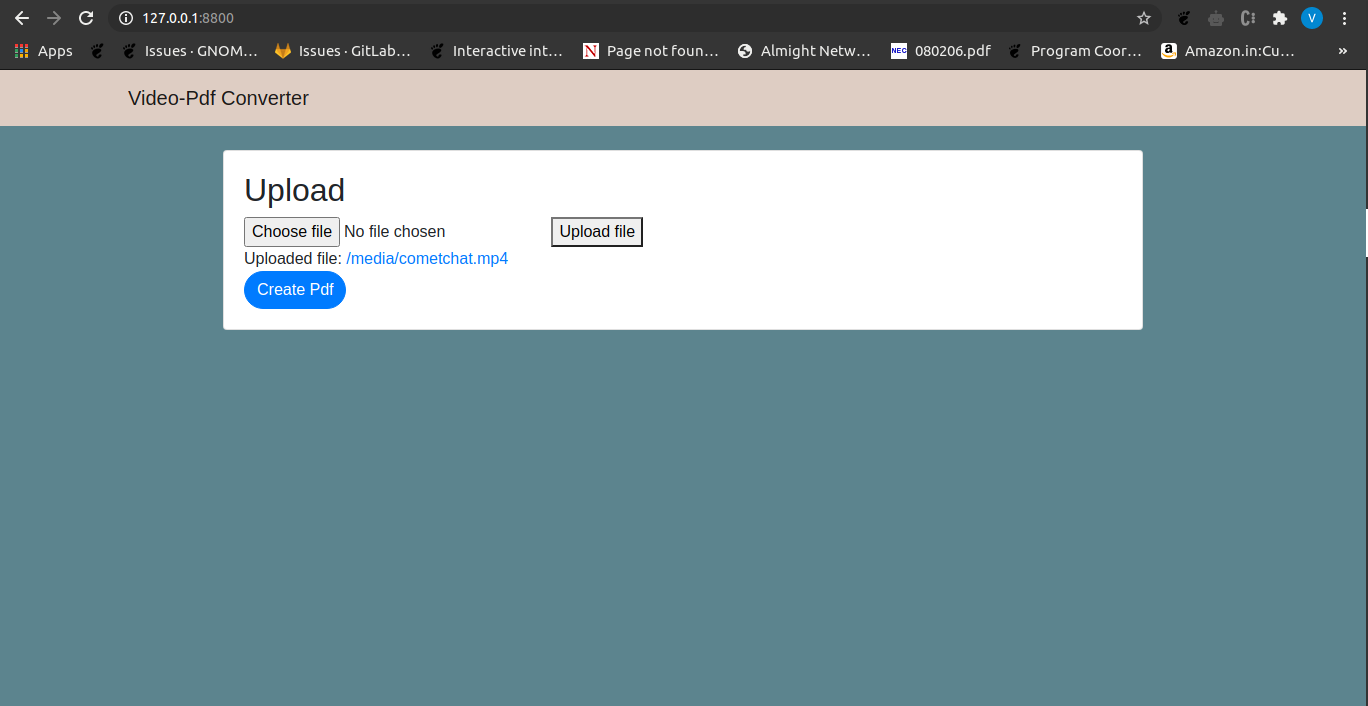 127.0.0.1:8800
V
Apps Issues · GNOM… Issues · GitLab… Interactive int… N Page not foun… Almight Netw… NEC 080206.pdf Program Coor… a Amazon.in:Cu… »
Video-Pdf Converter
Upload
Choose file No file chosen Upload file
Uploaded file: /media/cometchat.mp4
Create Pdf